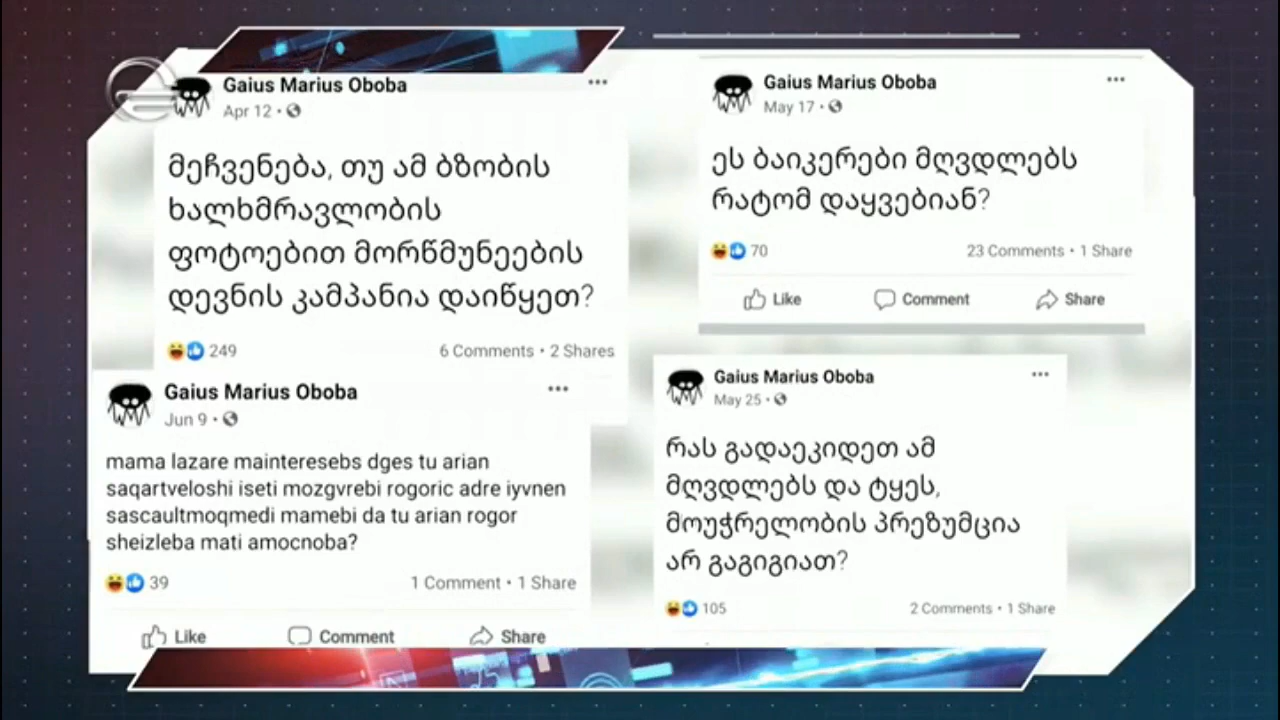 Gaius Marius Oboba
Apr 12
მეჩვენება, თუ ამ ბზობის
ხალხმრავლობის
ფოტოებით მორწმუნეების
დევნის კამპანია დაიწყეთ?
249 6 Comments • 2 Shares
Gaius Marius Oboba
Jun 9
mama lazare mainteresebs dges tu arian
saqartveloshi iseti mozgvrebi rogoric adre iyvnen
sascaultmoqmedi mamebi da tu arian rogor
sheizleba mati amocnoba?
39 1 Comment • 1 Share
Like Comment Share
Gaius Marius Oboba
May 17
ეს ბაიკერები მღვდლებს
რატომ დაყვებიან?
70 23 Comments • 1 Share
Like Comment Share
Gaius Marius Oboba
May 25
რას გადაეკიდეთ ამ
მღვდლებს და ტყეს,
მოუჭრელობის პრეზუმცია
არ გაგიგიათ?
105 2 Comments • 1 Share